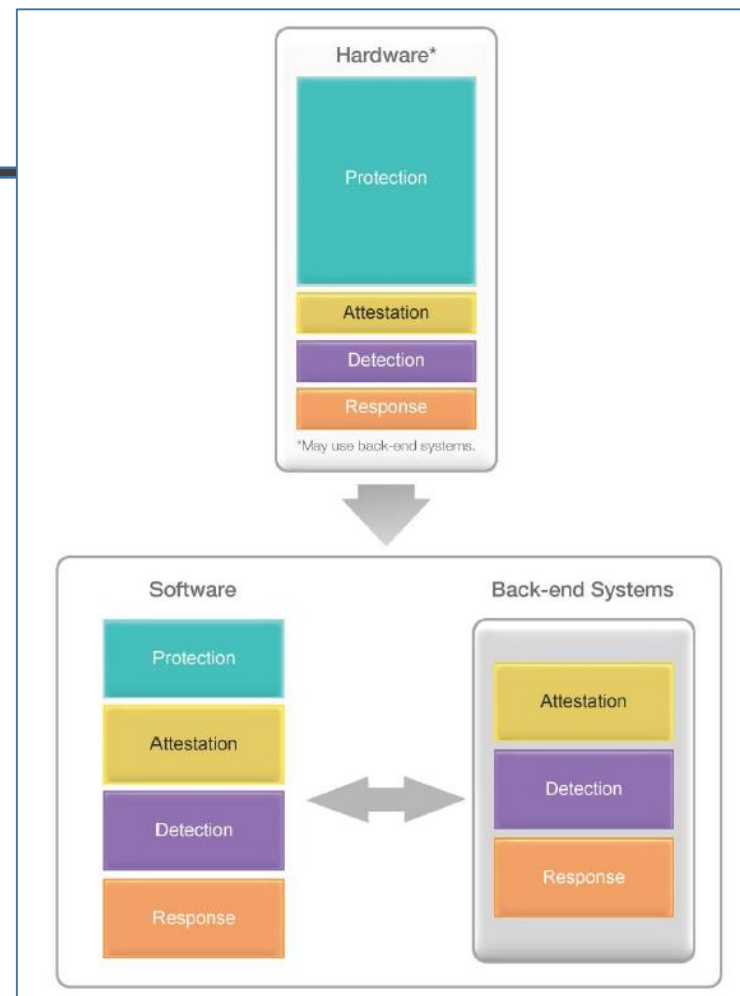 Hardware*
Protection
Attestation
Detection
Response
*May use back-end systems.
Software
Protection
Attestation
Detection
Response
Back-end Systems
Attestation
Detection
Response